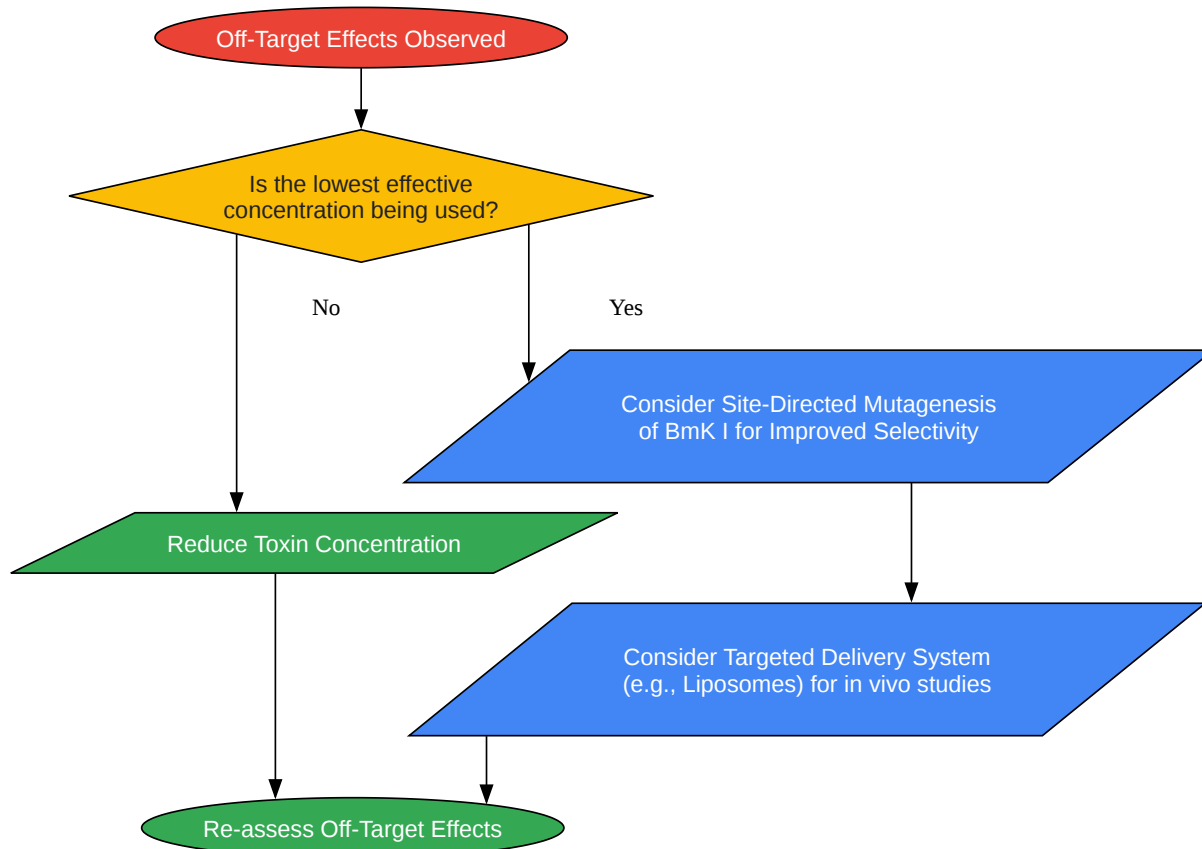 Off-Target Effects Observed
Is the lowest effective
concentration being used?
No
Yes
Consider Site-Directed Mutagenesis
of BmK I for Improved Selectivity
Reduce Toxin Concentration
Consider Targeted Delivery System
(e.g., Liposomes) for in vivo studies
Re-assess Off-Target Effects